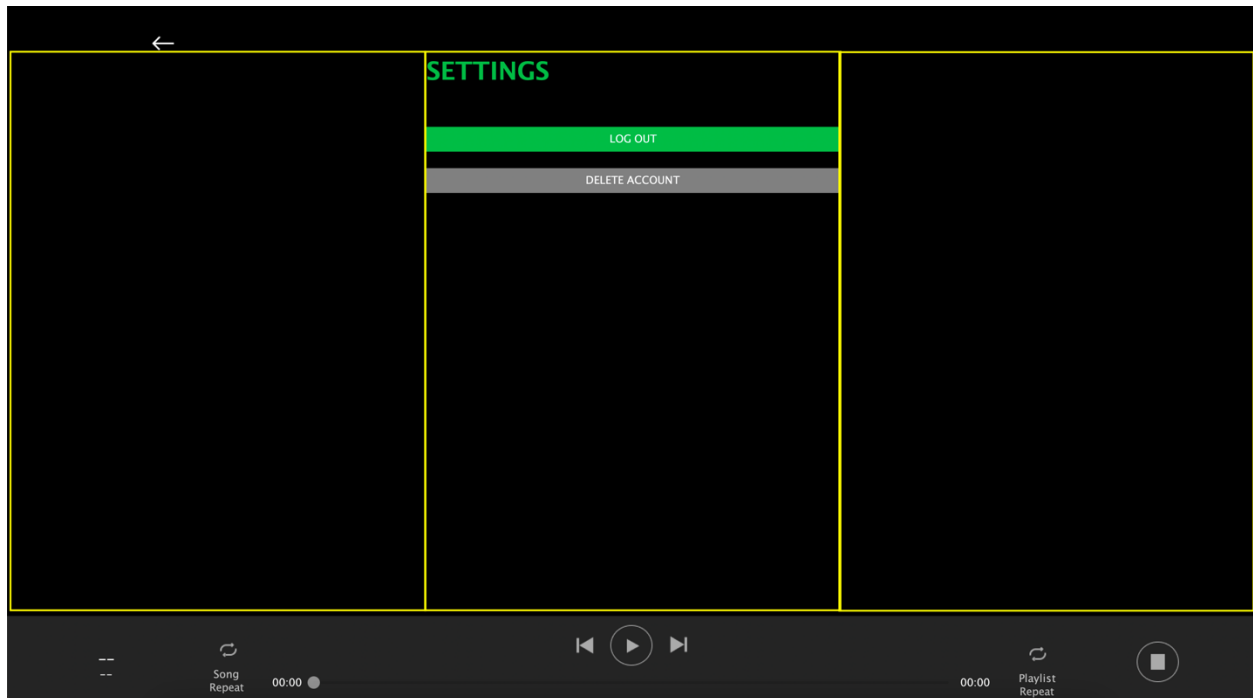 SETTINGS
LOG OUT
DELETE ACCOUNT
--
--
Song
Repeat
00:00
00:00
Playlist
Repeat